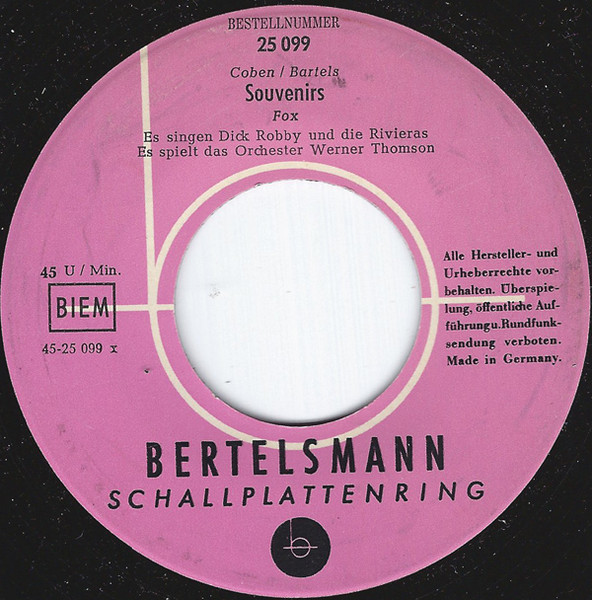 BESTELLNUMMER
25 099
Coben / Bartels
Souvenirs
Fox
Es singen Dick Robby und die Rivieras
Es spielt das Orchester Werner Thomson
45 U / Min.
BIEM
45-25 099 x
Alle Hersteller- und
Urheberrechte vor-
behalten. Überspie-
lung, öffentliche Auf-
führung u. Rundfunk-
sendung verboten.
Made in Germany.
BERTELSMANN
SCHALLPLATTENRING
b